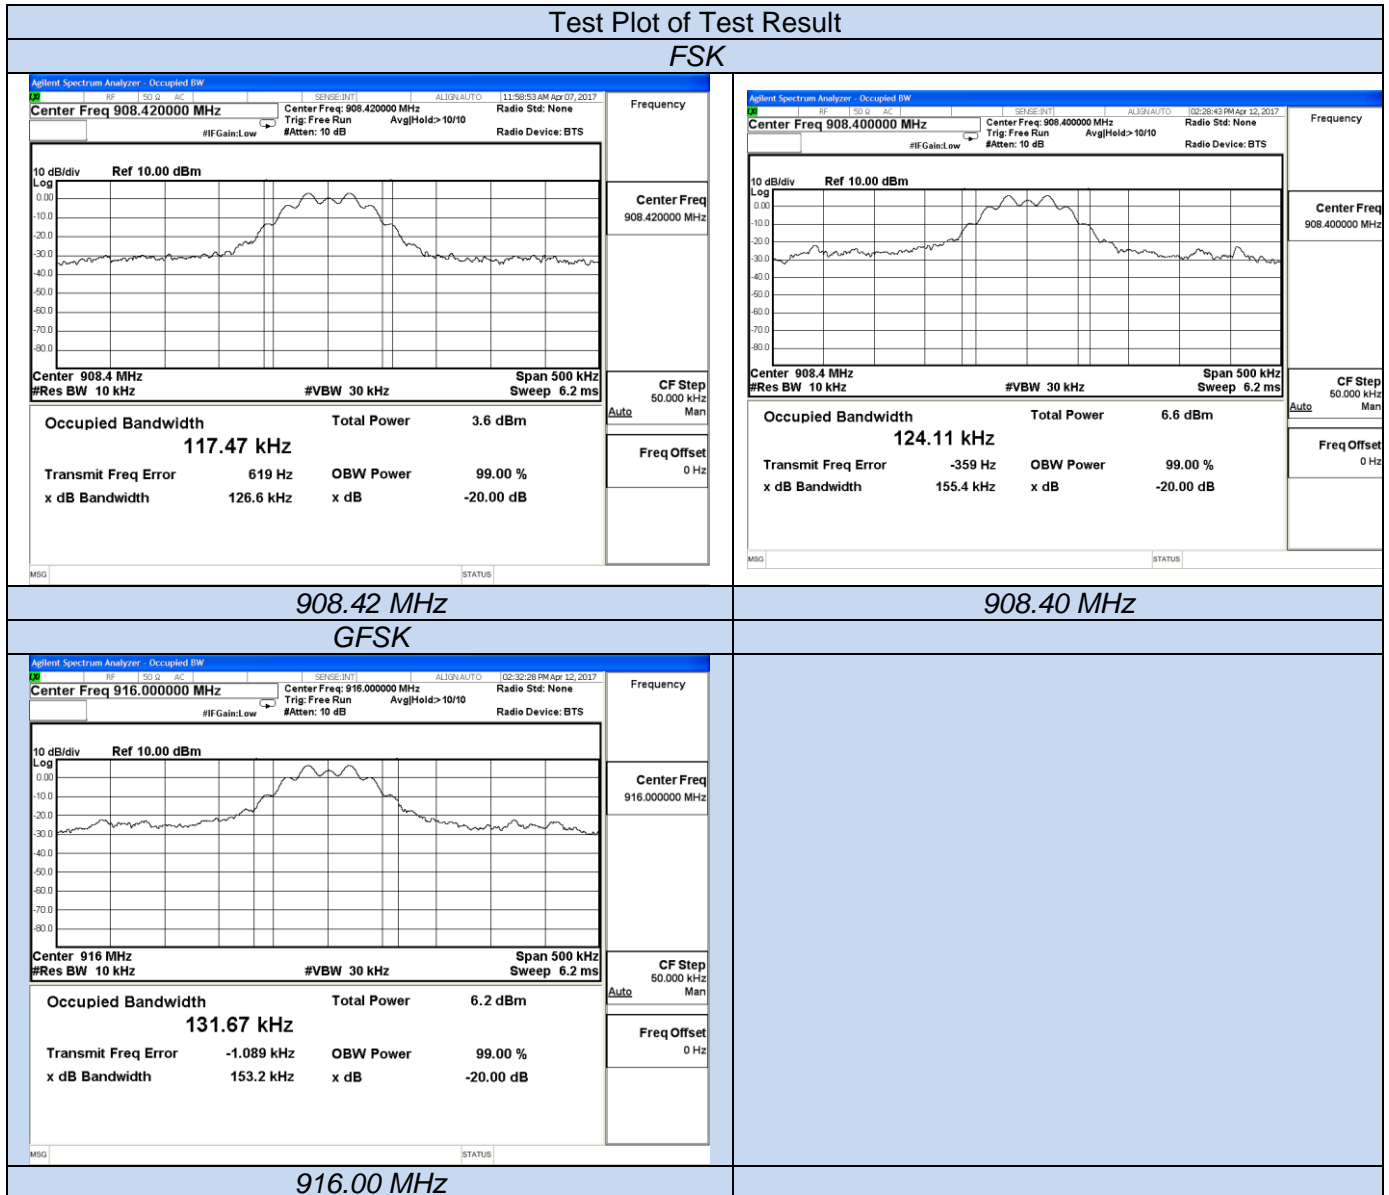 Test Plot of Test Result
FSK
Agilent Spectrum Analyzer - Occupied BW
RF 50 Ω AC SENSE:INT ALIGN AUTO 11:58:53 AM Apr 07, 2017
Center Freq 908.420000 MHz
Center Freq: 908.420000 MHz
Radio Std: None
Trig: Free Run Avg|Hold:> 10/10
#IFGain:Low #Atten: 10 dB Radio Device: BTS
10 dB/div Ref 10.00 dBm
Log
0.00
-10.0
-20.0
-30.0
-40.0
-50.0
-60.0
-70.0
-80.0
Center 908.4 MHz Span 500 kHz
#Res BW 10 kHz #VBW 30 kHz Sweep 6.2 ms
Occupied Bandwidth Total Power 3.6 dBm
117.47 kHz
Transmit Freq Error 619 Hz OBW Power 99.00 %
x dB Bandwidth 126.6 kHz x dB -20.00 dB
MSG STATUS
Frequency
Center Freq
908.420000 MHz
CF Step
50.000 kHz
Auto Man
Freq Offset
0 Hz
Agilent Spectrum Analyzer - Occupied BW
RF 50 Ω AC SENSE:INT ALIGN AUTO 02:28:43 PM Apr 12, 2017
Center Freq 908.400000 MHz
Center Freq: 908.400000 MHz
Radio Std: None
Trig: Free Run Avg|Hold:> 10/10
#IFGain:Low #Atten: 10 dB Radio Device: BTS
10 dB/div Ref 10.00 dBm
Log
0.00
-10.0
-20.0
-30.0
-40.0
-50.0
-60.0
-70.0
-80.0
Center 908.4 MHz Span 500 kHz
#Res BW 10 kHz #VBW 30 kHz Sweep 6.2 ms
Occupied Bandwidth Total Power 6.6 dBm
124.11 kHz
Transmit Freq Error -359 Hz OBW Power 99.00 %
x dB Bandwidth 155.4 kHz x dB -20.00 dB
MSG STATUS
Frequency
Center Freq
908.400000 MHz
CF Step
50.000 kHz
Auto Man
Freq Offset
0 Hz
908.42 MHz 908.40 MHz
GFSK
Agilent Spectrum Analyzer - Occupied BW
RF 50 Ω AC SENSE:INT ALIGN AUTO 02:32:28 PM Apr 12, 2017
Center Freq 916.000000 MHz
Center Freq: 916.000000 MHz
Radio Std: None
Trig: Free Run Avg|Hold:> 10/10
#IFGain:Low #Atten: 10 dB Radio Device: BTS
10 dB/div Ref 10.00 dBm
Log
0.00
-10.0
-20.0
-30.0
-40.0
-50.0
-60.0
-70.0
-80.0
Center 916 MHz Span 500 kHz
#Res BW 10 kHz #VBW 30 kHz Sweep 6.2 ms
Occupied Bandwidth Total Power 6.2 dBm
131.67 kHz
Transmit Freq Error -1.089 kHz OBW Power 99.00 %
x dB Bandwidth 153.2 kHz x dB -20.00 dB
MSG STATUS
Frequency
Center Freq
916.000000 MHz
CF Step
50.000 kHz
Auto Man
Freq Offset
0 Hz
916.00 MHz